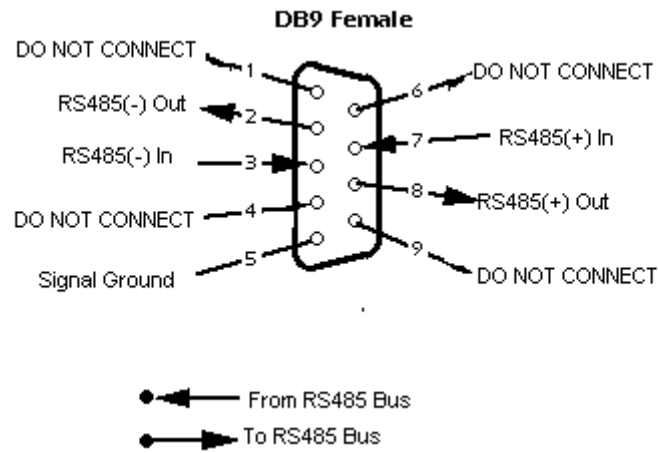 DB9 Female
DO NOT CONNECT
1
6
DO NOT CONNECT
RS485(-) Out
2
7
RS485(+) In
RS485(-) In
3
8
RS485(+) Out
DO NOT CONNECT
4
9
DO NOT CONNECT
Signal Ground
5
From RS485 Bus
To RS485 Bus